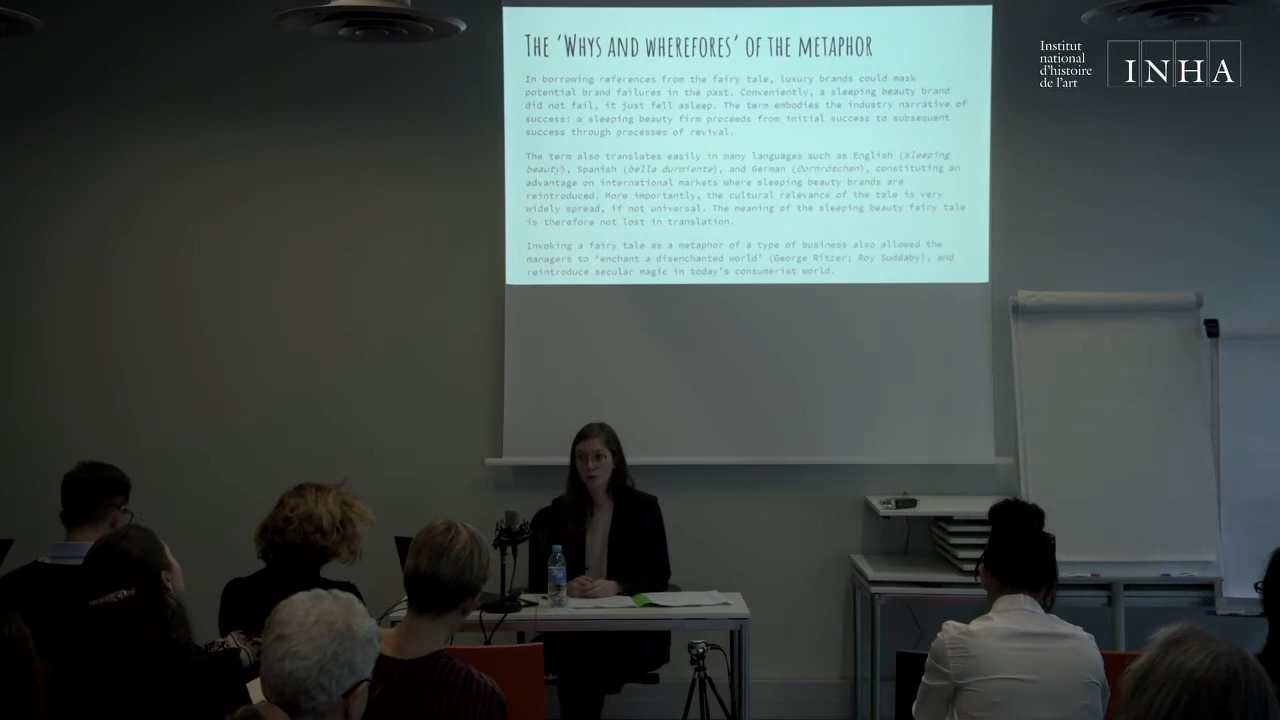 THE 'WHYS AND WHEREFORES' OF THE METAPHOR
In borrowing references from the fairy tale, luxury brands could mask
potential brand failures in the past. Conveniently, a sleeping beauty brand
did not fail, it just fell asleep. The term embodies the industry narrative of
success: a sleeping beauty firm proceeds from initial success to subsequent
success through processes of revival.
The term also translates easily in many languages such as English (sleeping
beauty), Spanish (bella durmiente), and German (Dornröschen), constituting an
advantage on international markets where sleeping beauty brands are
reintroduced. More importantly, the cultural relevance of the tale is very
widely spread, if not universal. The meaning of the sleeping beauty fairy tale
is therefore not lost in translation.
Invoking a fairy tale as a metaphor of a type of business also allowed the
managers to 'enchant a disenchanted world' (George Ritzer; Roy Suddaby), and
reintroduce secular magic in today's consumerist world.
Institut
national
d'histoire
de l'art
INHA